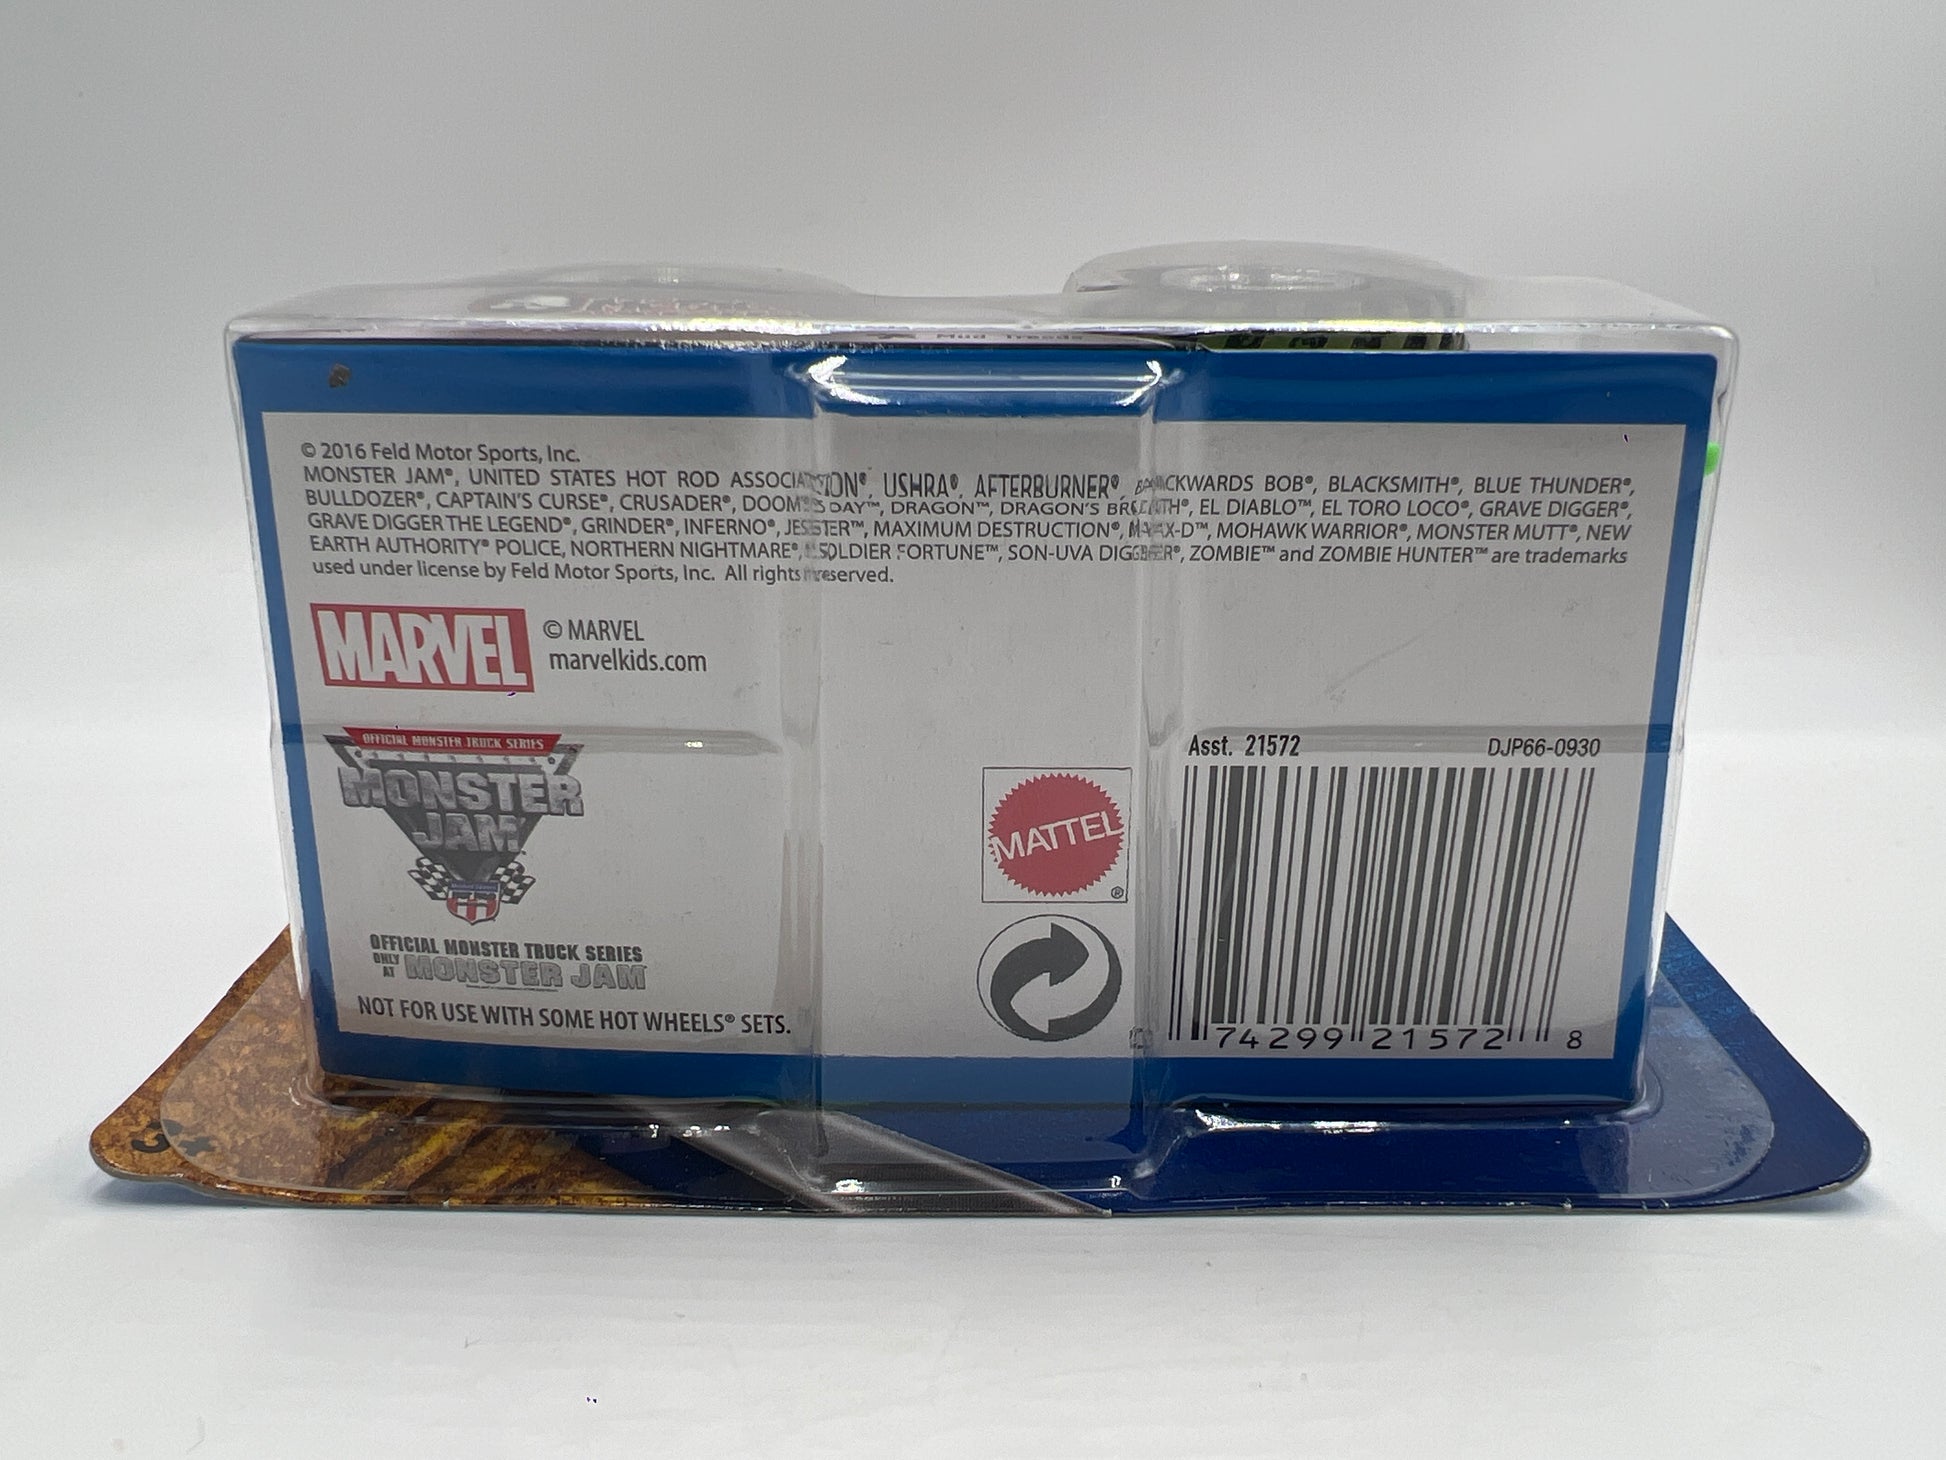 Mud Treads
© 2016 Feld Motor Sports, Inc.
MONSTER JAM®, UNITED STATES HOT ROD ASSOCIATION®, USHRA®, AFTERBURNER®, BACKWARDS BOB®, BLACKSMITH®, BLUE THUNDER®,
BULLDOZER®, CAPTAIN'S CURSE®, CRUSADER®, DOOM'S DAY™, DRAGON™, DRAGON'S BREATH®, EL DIABLO™, EL TORO LOCO®, GRAVE DIGGER®,
GRAVE DIGGER THE LEGEND®, GRINDER®, INFERNO®, JESTER™, MAXIMUM DESTRUCTION®, MAX-D™, MOHAWK WARRIOR®, MONSTER MUTT®, NEW
EARTH AUTHORITY® POLICE, NORTHERN NIGHTMARE®, SOLDIER FORTUNE™, SON-UVA DIGGER®, ZOMBIE™ and ZOMBIE HUNTER™ are trademarks
used under license by Feld Motor Sports, Inc. All rights reserved.
MARVEL
© MARVEL
marvelkids.com
OFFICIAL MONSTER TRUCK SERIES
MONSTER
JAM
OFFICIAL MONSTER TRUCK SERIES
ONLY AT MONSTER JAM
NOT FOR USE WITH SOME HOT WHEELS® SETS.
MATTEL
®
Asst. 21572
DJP66-0930
74299 21572 8
3+